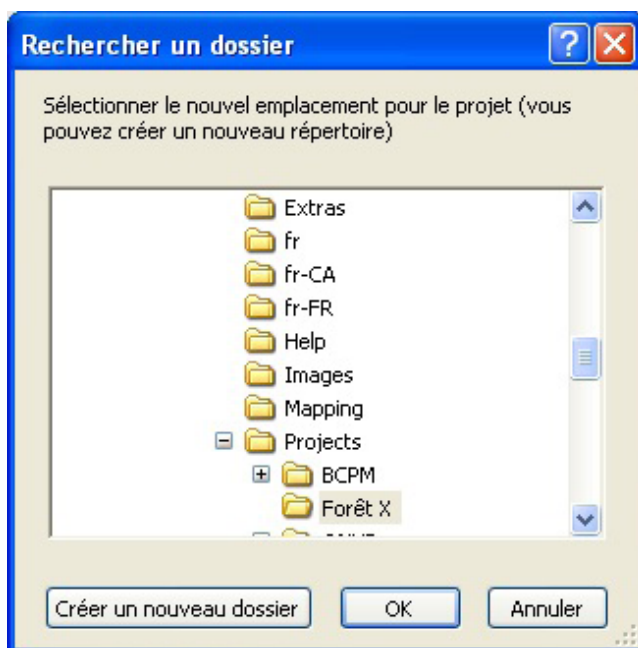 Rechercher un dossier
Sélectionner le nouvel emplacement pour le projet (vous
pouvez créer un nouveau répertoire)
Extras
fr
fr-CA
fr-FR
Help
Images
Mapping
Projects
BCPM
Forêt X
Créer un nouveau dossier OK Annuler